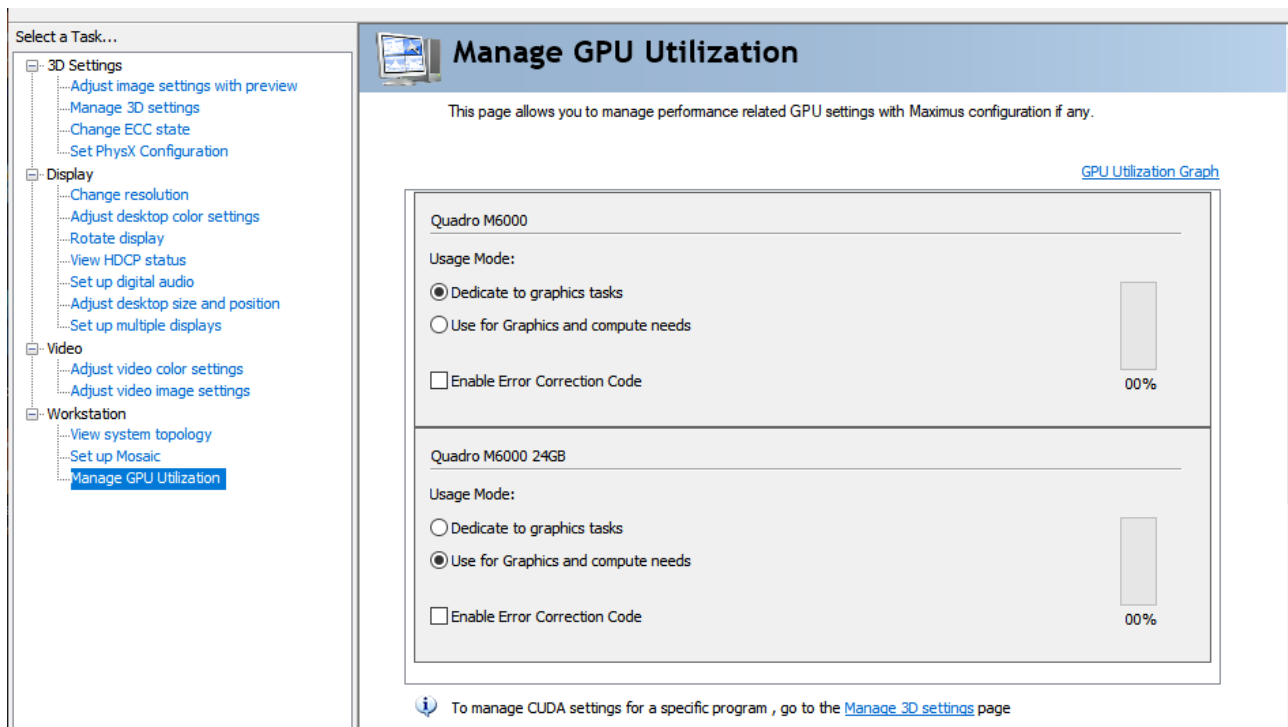 Select a Task...
3D Settings
Adjust image settings with preview
Manage 3D settings
Change ECC state
Set PhysX Configuration
Display
Change resolution
Adjust desktop color settings
Rotate display
View HDCP status
Set up digital audio
Adjust desktop size and position
Set up multiple displays
Video
Adjust video color settings
Adjust video image settings
Workstation
View system topology
Set up Mosaic
Manage GPU Utilization
Manage GPU Utilization
This page allows you to manage performance related GPU settings with Maximus configuration if any.
GPU Utilization Graph
Quadro M6000
Usage Mode:
Dedicate to graphics tasks
Use for Graphics and compute needs
Enable Error Correction Code
00%
Quadro M6000 24GB
Usage Mode:
Dedicate to graphics tasks
Use for Graphics and compute needs
Enable Error Correction Code
00%
To manage CUDA settings for a specific program , go to the Manage 3D settings page